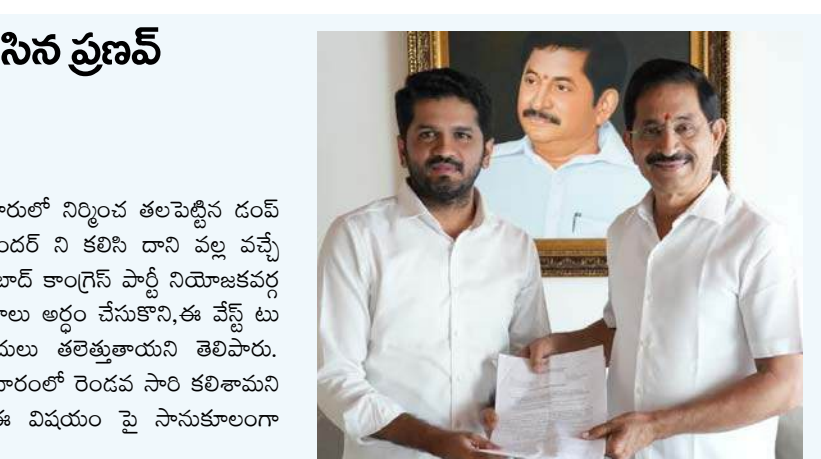 సిన ప్రణవ్
రులో నిర్మించ తలపెట్టిన డంప్
దర్ ని కలిసి దాని వల్ల వచ్చే
బాద్ కాంగ్రెస్ పార్టీ నియోజకవర్గ
లు అర్ధం చేసుకొని,ఈ వేస్ట్ టు
దులు తలెత్తుతాయని తెలిపారు.
వారంలో రెండవ సారి కలిశామని
ఈ విషయం పై సానుకూలంగా